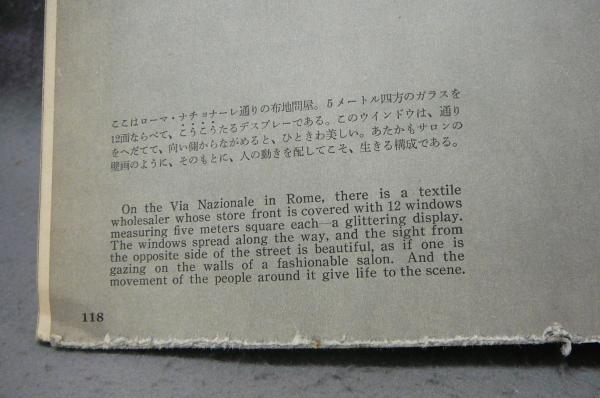 ここはローマ・ナチョナーレ通りの布地問屋。5メートル四方のガラスを
12面ならべて、こうこうたるデスプレーである。このウインドウは、通り
をへだてて、向い側からながめると、ひときわ美しい。あたかもサロンの
壁画のように、そのもとに、人の動きを配してこそ、生きる構成である。
On the Via Nazionale in Rome, there is a textile
wholesaler whose store front is covered with 12 windows
measuring five meters square each—a glittering display.
The windows spread along the way, and the sight from
the opposite side of the street is beautiful, as if one is
gazing on the walls of a fashionable salon. And the
movement of the people around it give life to the scene.
118